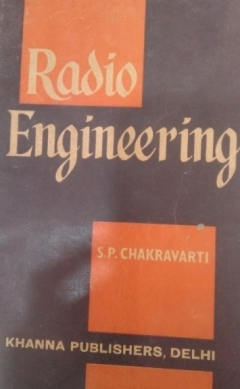 Radio
Engineering
S.P. CHAKRAVARTI
KHANNA PUBLISHERS, DELHI